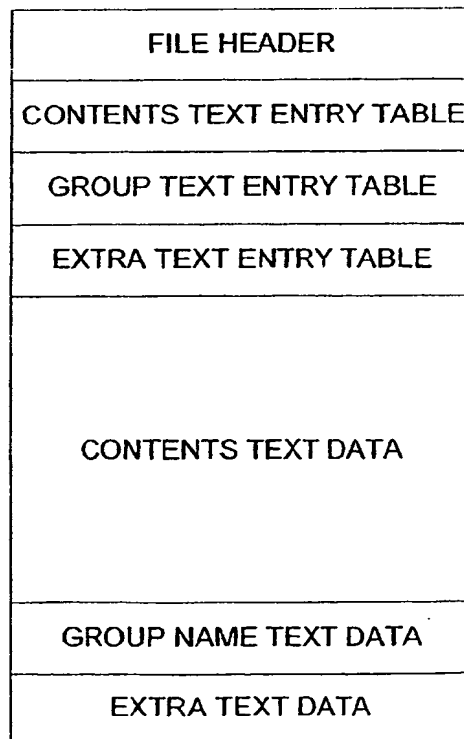 FILE HEADER
CONTENTS TEXT ENTRY TABLE
GROUP TEXT ENTRY TABLE
EXTRA TEXT ENTRY TABLE
CONTENTS TEXT DATA
GROUP NAME TEXT DATA
EXTRA TEXT DATA